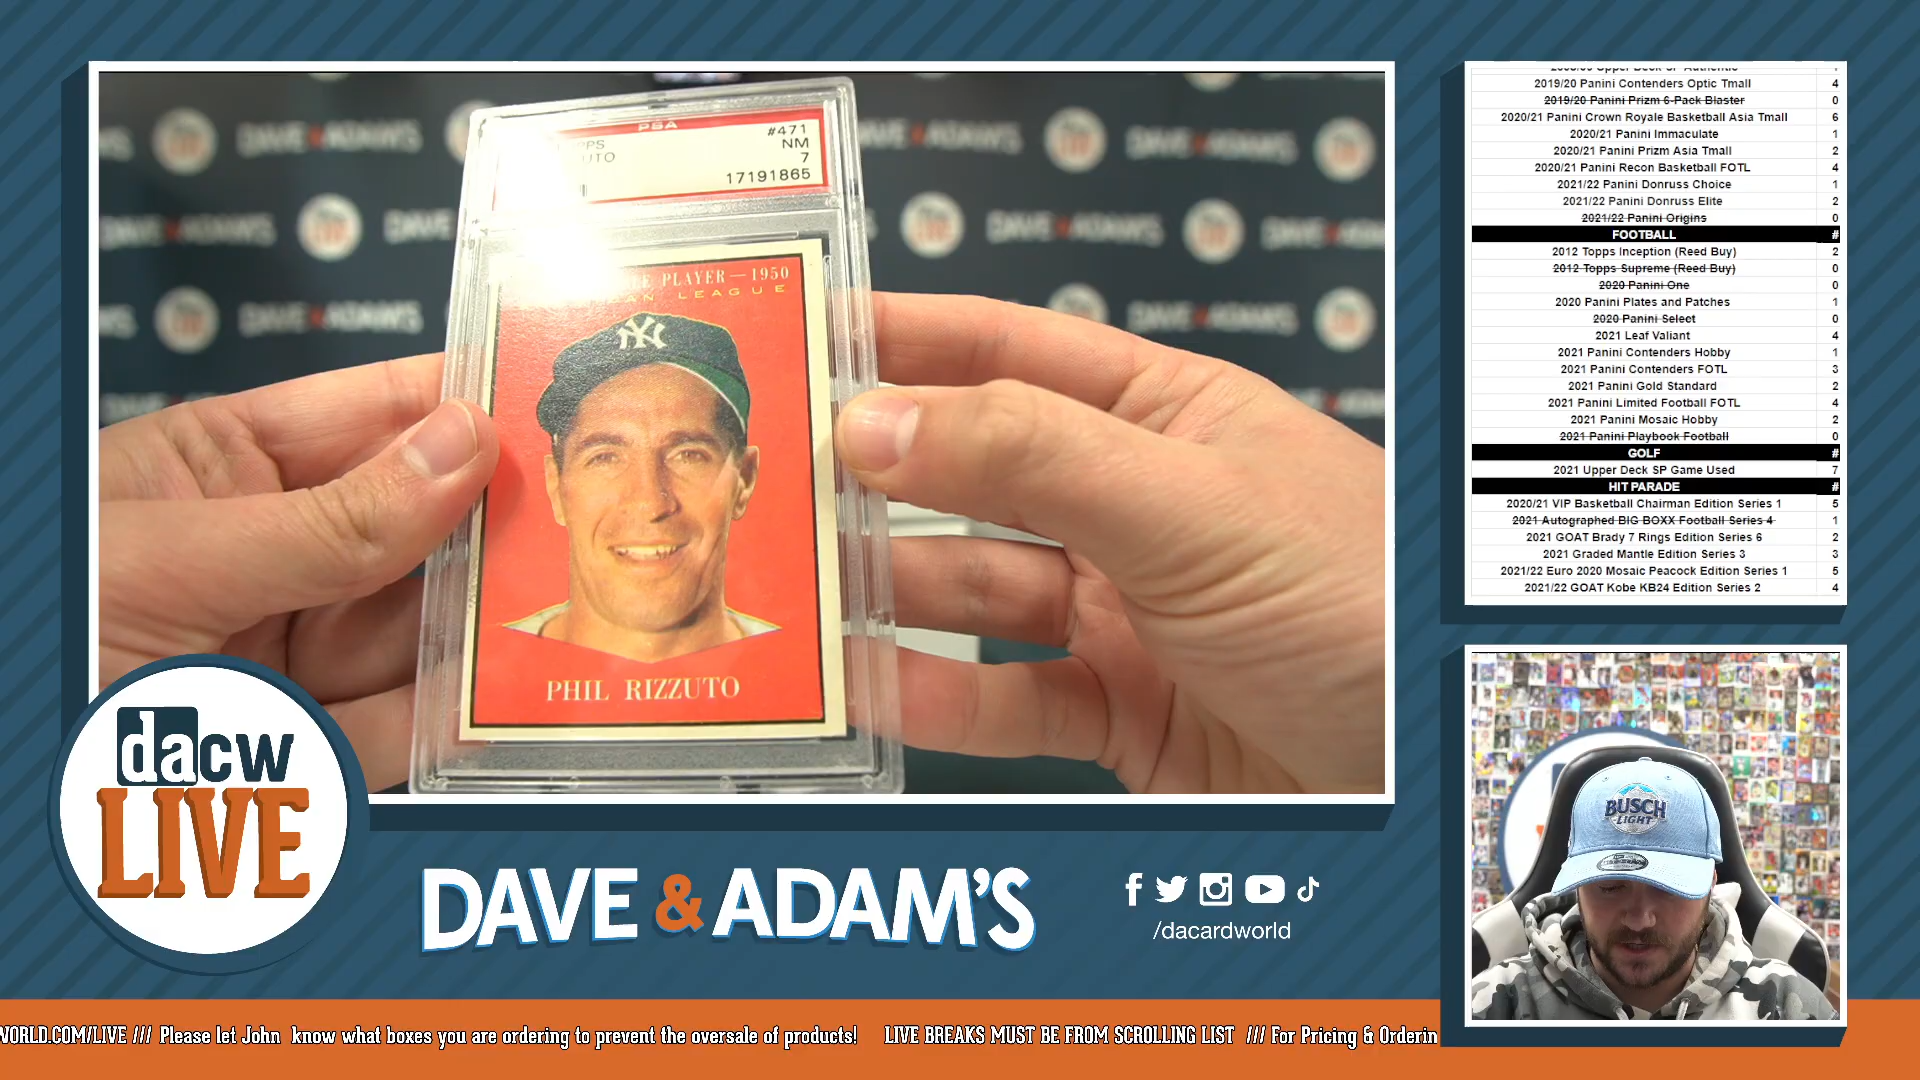 PSA
#471
NM
7
17191865
PLAYER — 1950
LEAGUE
NY
PHIL RIZZUTO
DAVE & ADAM'S
2019/20 Panini Contenders Optic Tmall 4
2019/20 Panini Prizm 6-Pack Blaster 0
2020/21 Panini Crown Royale Basketball Asia Tmall 6
2020/21 Panini Immaculate 1
2020/21 Panini Prizm Asia Tmall 2
2020/21 Panini Recon Basketball FOTL 4
2021/22 Panini Donruss Choice 1
2021/22 Panini Donruss Elite 2
2021/22 Panini Origins 0
FOOTBALL #
2012 Topps Inception (Reed Buy) 2
2012 Topps Supreme (Reed Buy) 0
2020 Panini One 0
2020 Panini Plates and Patches 1
2020 Panini Select 0
2021 Leaf Valiant 4
2021 Panini Contenders Hobby 1
2021 Panini Contenders FOTL 3
2021 Panini Gold Standard 2
2021 Panini Limited Football FOTL 4
2021 Panini Mosaic Hobby 2
2021 Panini Playbook Football 0
GOLF #
2021 Upper Deck SP Game Used 7
HIT PARADE #
2020/21 VIP Basketball Chairman Edition Series 1 5
2021 Autographed BIG BOXX Football Series 4 1
2021 GOAT Brady 7 Rings Edition Series 6 2
2021 Graded Mantle Edition Series 3 3
2021/22 Euro 2020 Mosaic Peacock Edition Series 1 5
2021/22 GOAT Kobe KB24 Edition Series 2 4
BUSCH
LIGHT
dacw
LIVE
DAVE & ADAM'S
/dacardworld
WORLD.COM/LIVE /// Please let John know what boxes you are ordering to prevent the oversale of products! LIVE BREAKS MUST BE FROM SCROLLING LIST /// For Pricing & Orderin